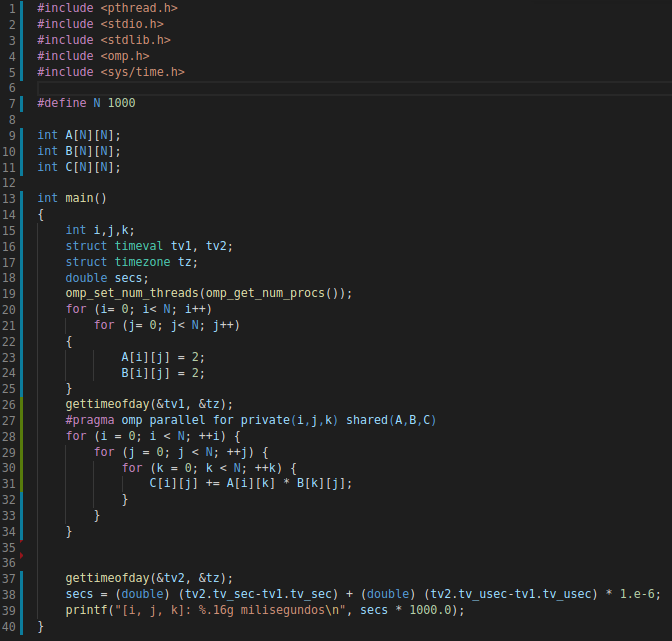 1 #include <pthread.h>
2 #include <stdio.h>
3 #include <stdlib.h>
4 #include <omp.h>
5 #include <sys/time.h>
6
7 #define N 1000
8
9 int A[N][N];
10 int B[N][N];
11 int C[N][N];
12
13 int main()
14 {
15     int i,j,k;
16     struct timeval tv1, tv2;
17     struct timezone tz;
18     double secs;
19     omp_set_num_threads(omp_get_num_procs());
20     for (i= 0; i< N; i++)
21         for (j= 0; j< N; j++)
22     {
23             A[i][j] = 2;
24             B[i][j] = 2;
25     }
26     gettimeofday(&tv1, &tz);
27     #pragma omp parallel for private(i,j,k) shared(A,B,C)
28     for (i = 0; i < N; ++i) {
29         for (j = 0; j < N; ++j) {
30             for (k = 0; k < N; ++k) {
31                 C[i][j] += A[i][k] * B[k][j];
32             }
33         }
34     }
35
36
37     gettimeofday(&tv2, &tz);
38     secs = (double) (tv2.tv_sec-tv1.tv_sec) + (double) (tv2.tv_usec-tv1.tv_usec) * 1.e-6;
39     printf("[i, j, k]: %.16g milisegundos\n", secs * 1000.0);
40 }